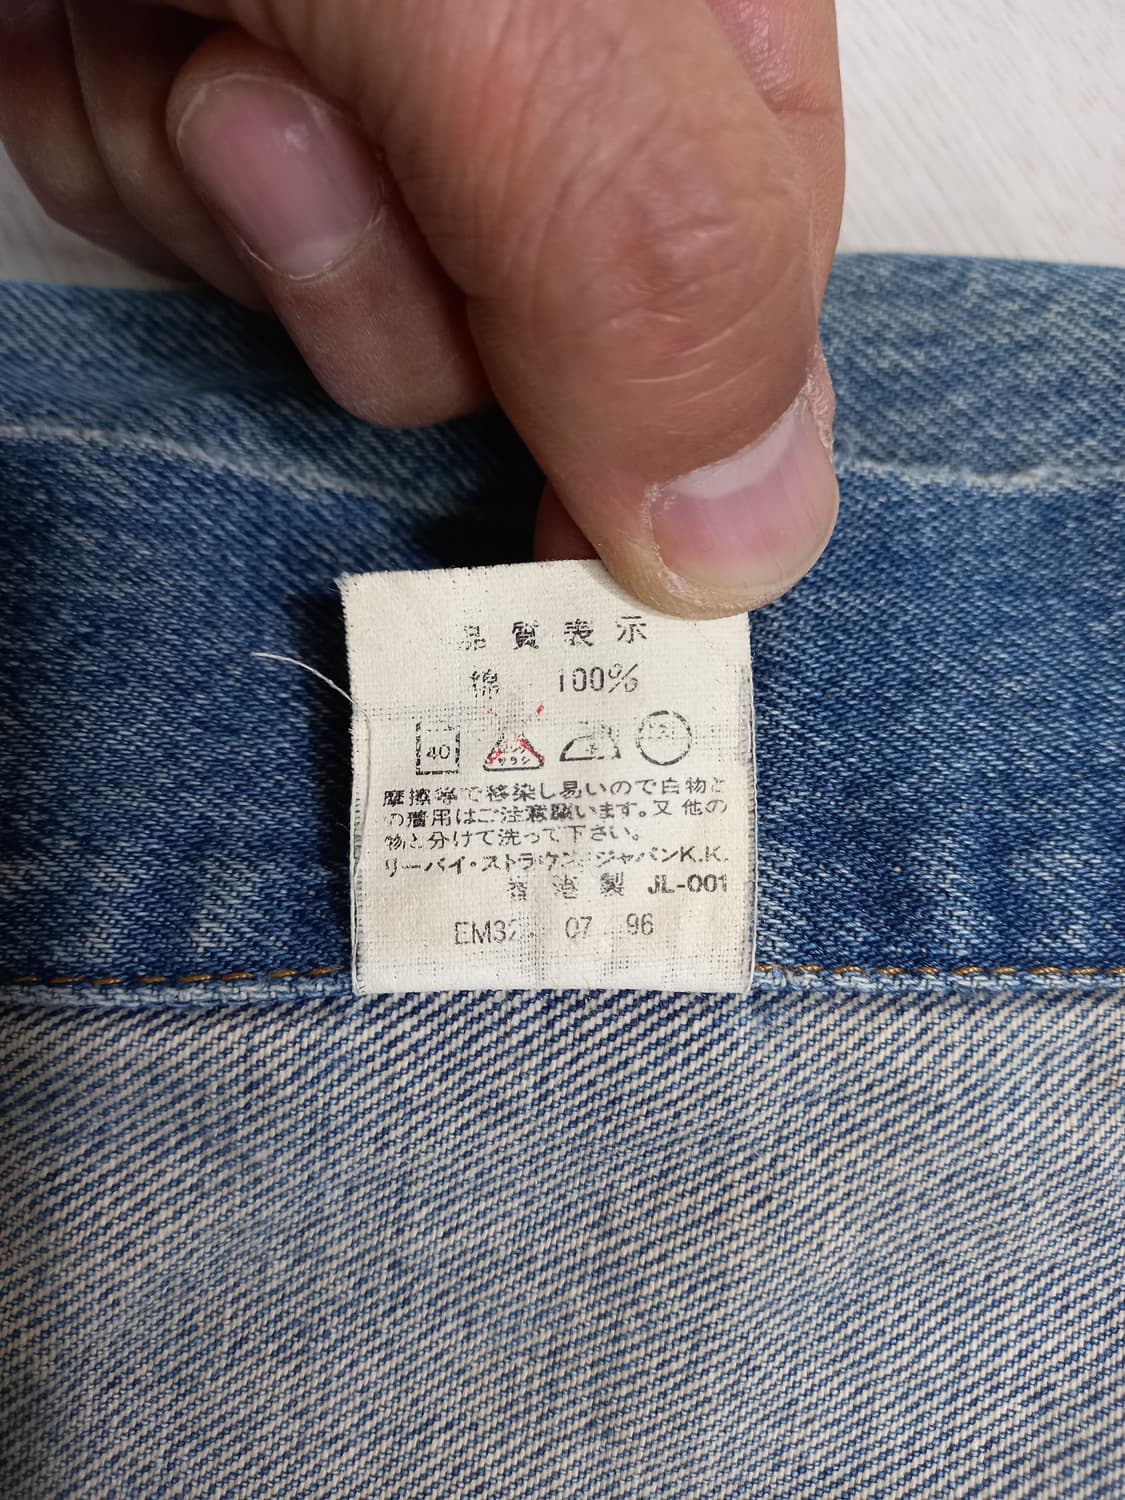 品質表示
綿 100%
40 サラシ
摩擦等で移染し易いので白物と
の着用はご注意願います。又 他の
物と分けて洗って下さい。
リーバイ・ストラウス ジャパンK.K.
香港製 JL-001
07 96